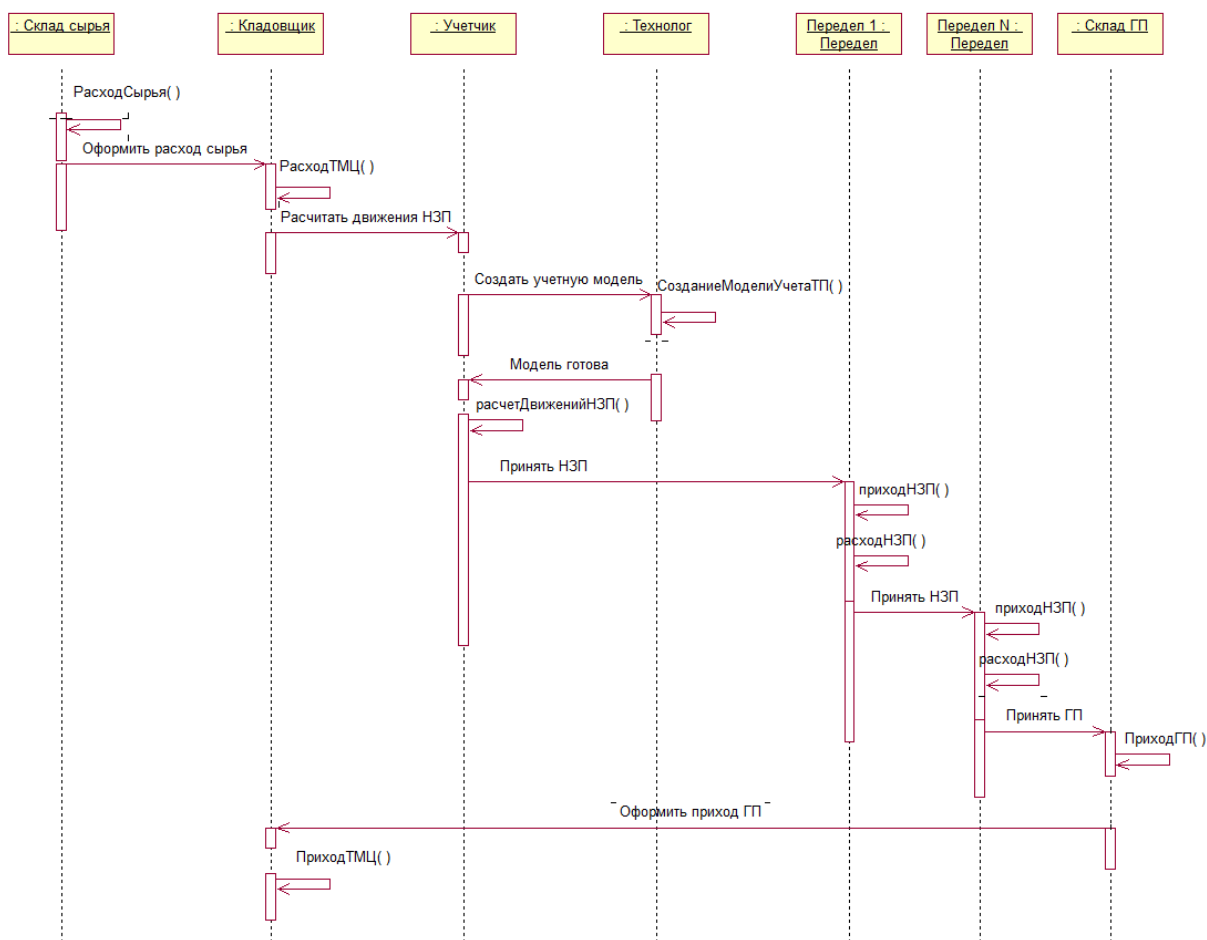 : Склад сырья
: Кладовщик
: Учетчик
: Технолог
Передел 1 :
Передел
Передел N :
Передел
: Склад ГП
РасходСырья( )
Оформить расход сырья
РасходТМЦ( )
Расчитать движения НЗП
Создать учетную модель
СозданиеМоделиУчетаТП( )
Модель готова
расчетДвиженийНЗП( )
Принять НЗП
приходНЗП( )
расходНЗП( )
Принять НЗП
приходНЗП( )
расходНЗП( )
Принять ГП
ПриходГП( )
Оформить приход ГП
ПриходТМЦ( )